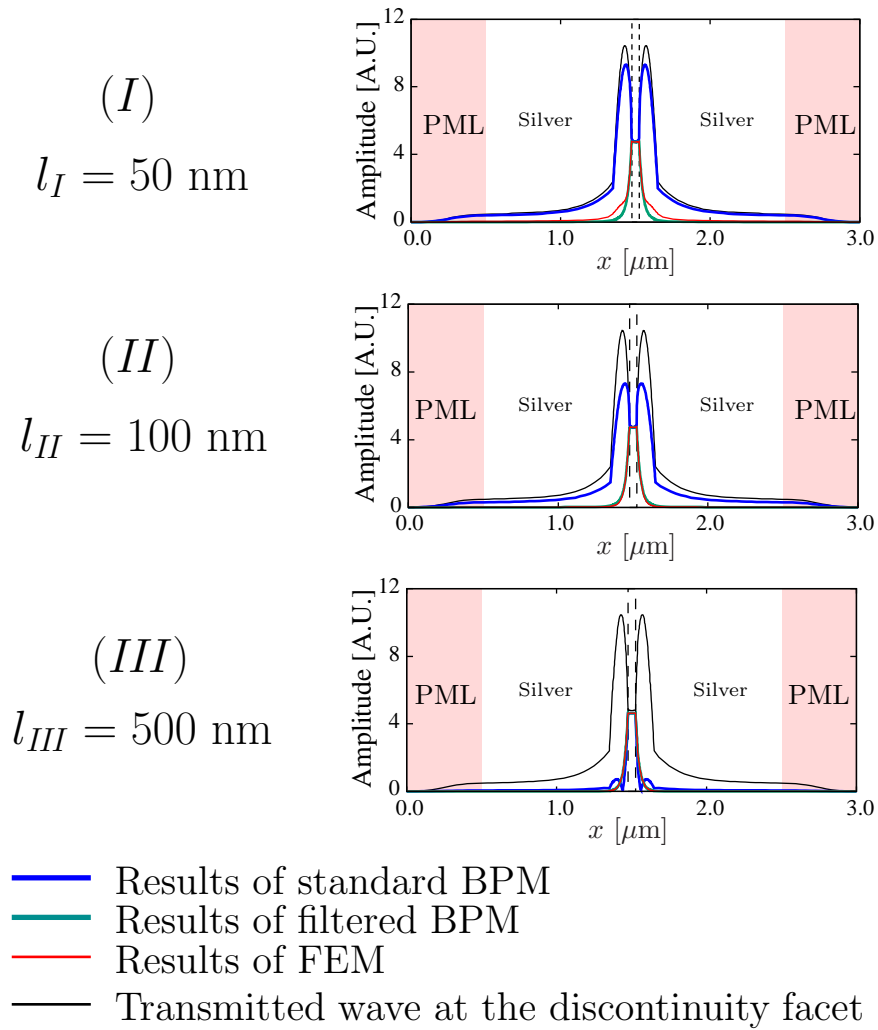 (I)
l_I = 50 nm
Amplitude [A.U.]
12
8
4
0
PML
Silver
Silver
PML
0.0 1.0 2.0 3.0
x [μm]
(II)
l_{II} = 100 nm
Amplitude [A.U.]
12
8
4
0
PML
Silver
Silver
PML
0.0 1.0 2.0 3.0
x [μm]
(III)
l_{III} = 500 nm
Amplitude [A.U.]
12
8
4
0
PML
Silver
Silver
PML
0.0 1.0 2.0 3.0
x [μm]
Results of standard BPM
Results of filtered BPM
Results of FEM
Transmitted wave at the discontinuity facet